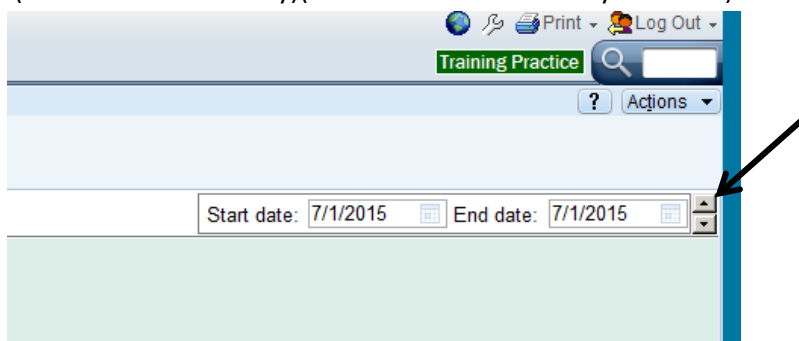 Print Log Out
Training Practice
? Actions
Start date: 7/1/2015 End date: 7/1/2015